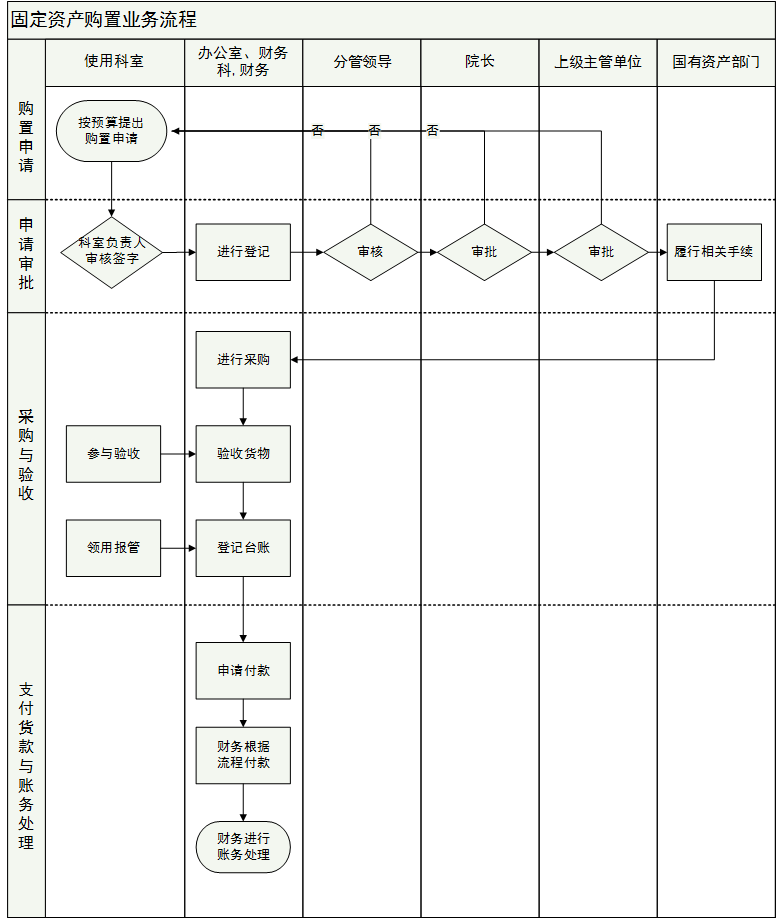 固定资产购置业务流程
使用科室
办公室、财务
科,财务
分管领导
院长
上级主管单位
国有资产部门
购置申请
按预算提出
购置申请
否
否
否
申请审批
科室负责人
审核签字
进行登记
审核
审批
审批
履行相关手续
采购与验收
进行采购
参与验收
验收货物
领用报管
登记台账
支付货款与账务处理
申请付款
财务根据
流程付款
财务进行
账务处理